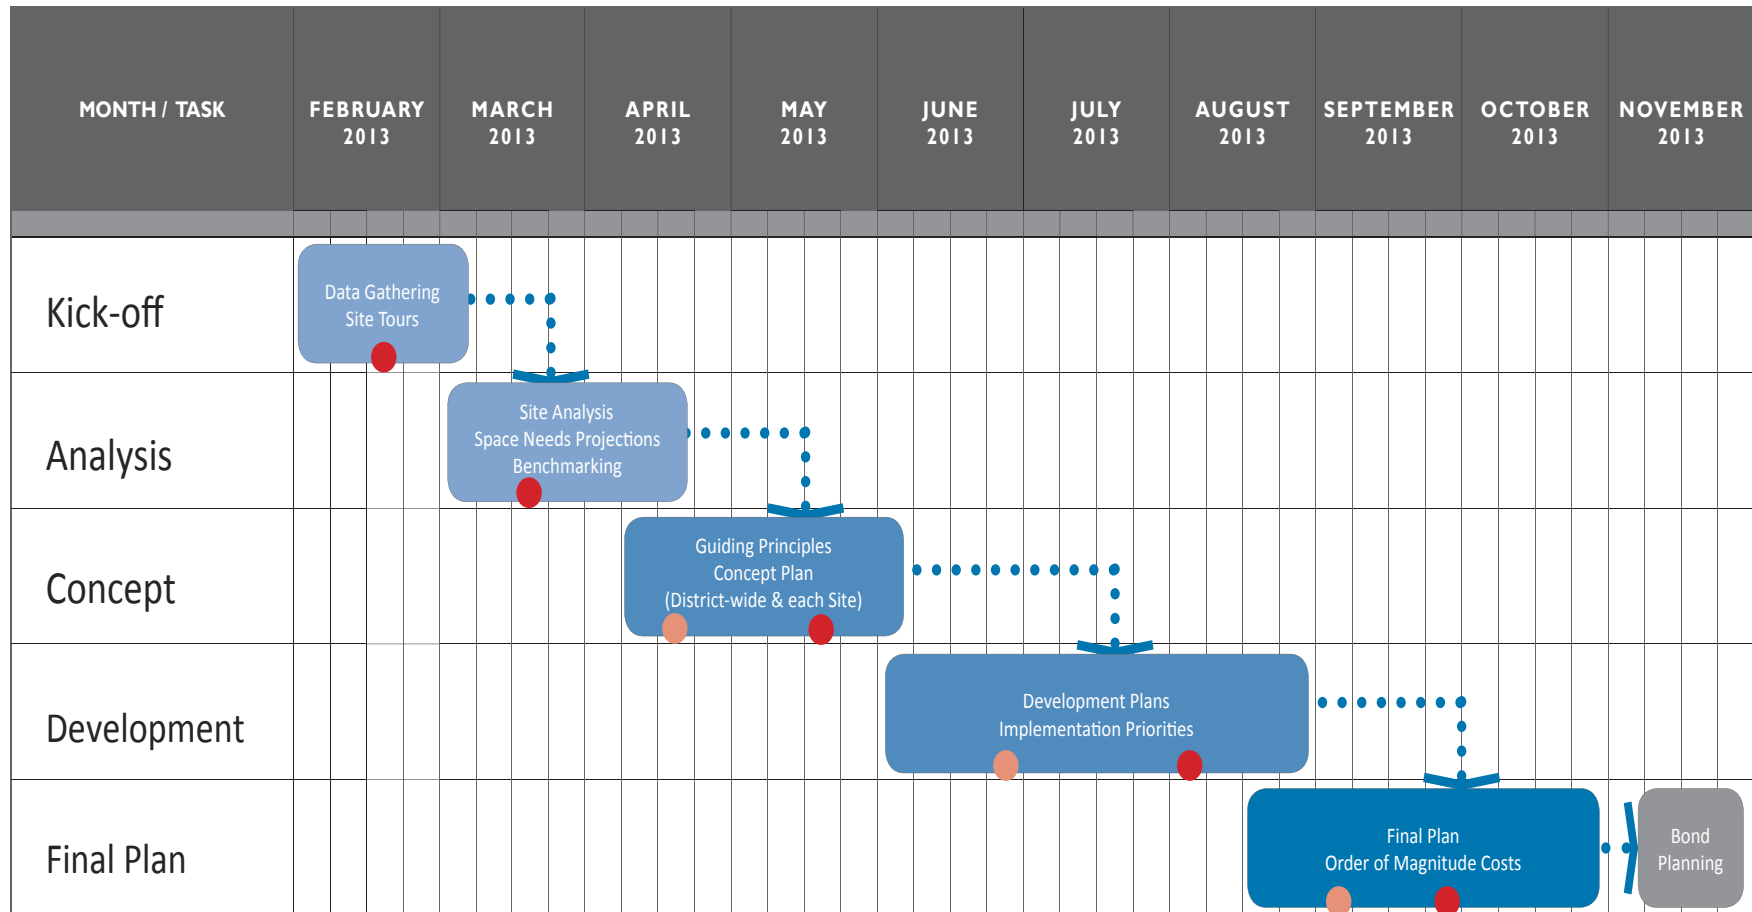 MONTH / TASK
FEBRUARY
2013
MARCH
2013
APRIL
2013
MAY
2013
JUNE
2013
JULY
2013
AUGUST
2013
SEPTEMBER
2013
OCTOBER
2013
NOVEMBER
2013
Kick-off
Data Gathering
Site Tours
Analysis
Site Analysis
Space Needs Projections
Benchmarking
Concept
Guiding Principles
Concept Plan
(District-wide & each Site)
Development
Development Plans
Implementation Priorities
Final Plan
Final Plan
Order of Magnitude Costs
Bond
Planning